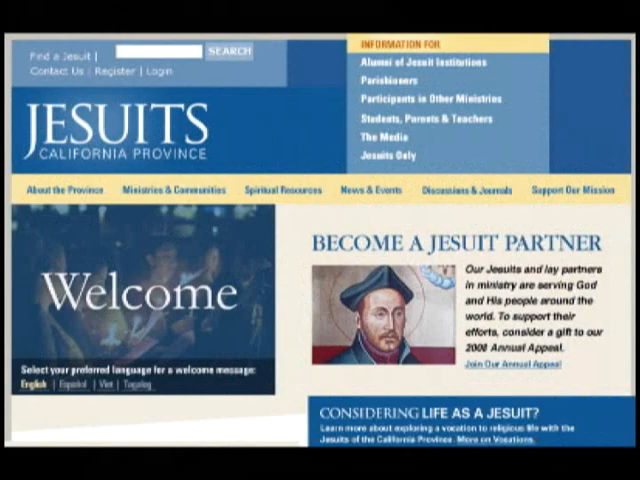 Find a Jesuit |
SEARCH
Contact Us | Register | Login
INFORMATION FOR
Alumni of Jesuit Institutions
Parishioners
Participants in Other Ministries
Students, Parents & Teachers
The Media
Jesuits Only
JESUITS
CALIFORNIA PROVINCE
About the Province
Ministries & Communities
Spiritual Resources
News & Events
Discussions & Journals
Support Our Mission
Welcome
Select your preferred language for a welcome message:
English | Español | Viet | Tagalog
BECOME A JESUIT PARTNER
Our Jesuits and lay partners
in ministry are serving God
and His people around the
world. To support their
efforts, consider a gift to our
2008 Annual Appeal.
Join Our Annual Appeal
CONSIDERING LIFE AS A JESUIT?
Learn more about exploring a vocation to religious life with the
Jesuits of the California Province. More on Vocations.